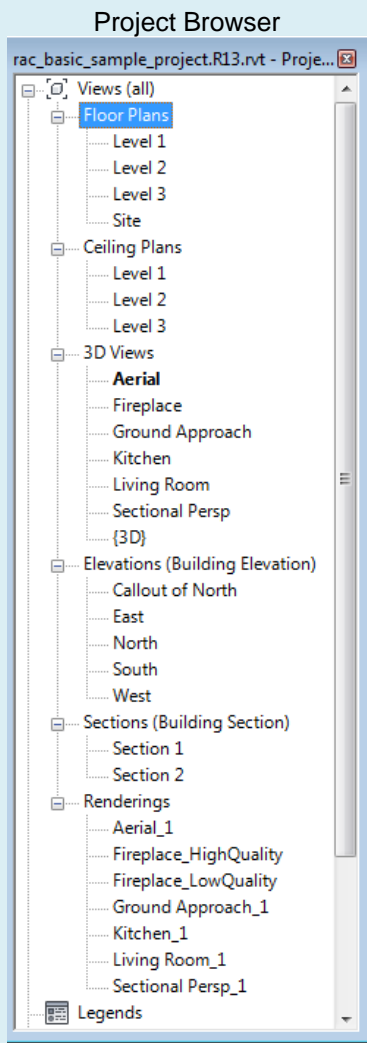 Project Browser
rac_basic_sample_project.R13.rvt - Proje...
Views (all)
Floor Plans
Level 1
Level 2
Level 3
Site
Ceiling Plans
Level 1
Level 2
Level 3
3D Views
Aerial
Fireplace
Ground Approach
Kitchen
Living Room
Sectional Persp
{3D}
Elevations (Building Elevation)
Callout of North
East
North
South
West
Sections (Building Section)
Section 1
Section 2
Renderings
Aerial_1
Fireplace_HighQuality
Fireplace_LowQuality
Ground Approach_1
Kitchen_1
Living Room_1
Sectional Persp_1
Legends